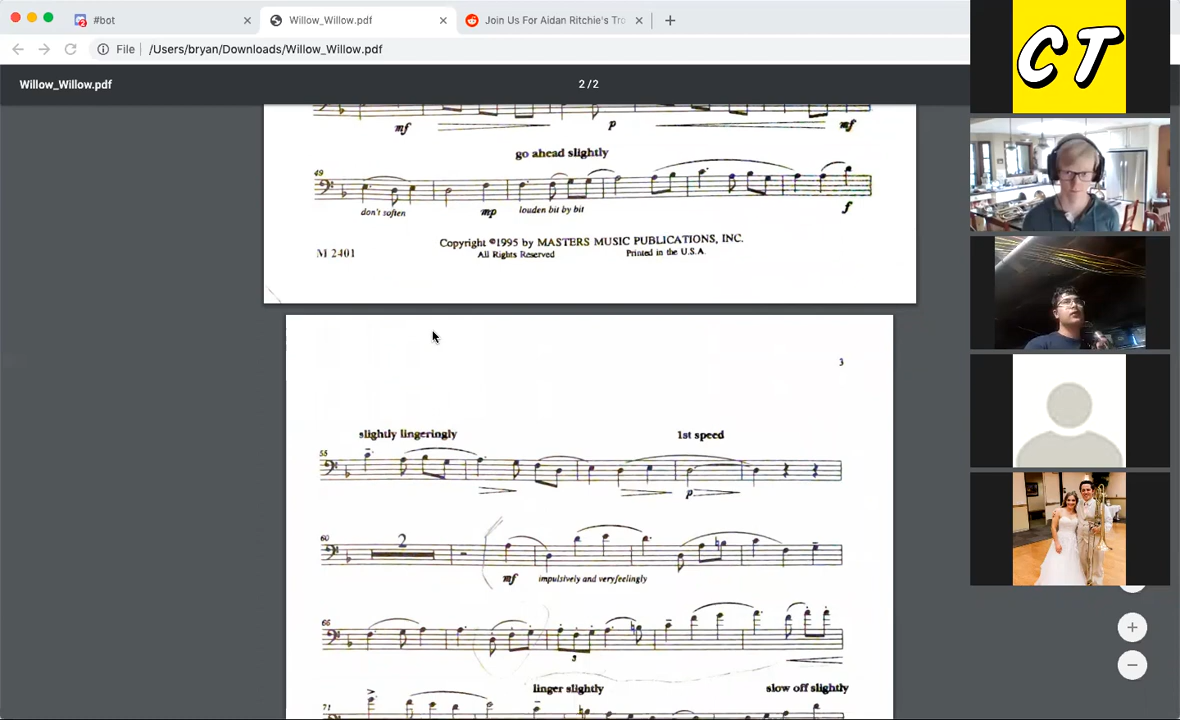 #bot
Willow_Willow.pdf
Join Us For Aidan Ritchie's Tro
File | /Users/bryan/Downloads/Willow_Willow.pdf
Willow_Willow.pdf
2 / 2
CT
mf p mf
go ahead slightly
49
don't soften mp louden bit by bit f
Copyright ©1995 by MASTERS MUSIC PUBLICATIONS, INC.
M 2401 All Rights Reserved Printed in the U.S.A.
3
slightly lingeringly 1st speed
55
p
60 2
mf impulsively and very feelingly
66
3
linger slightly slow off slightly
71